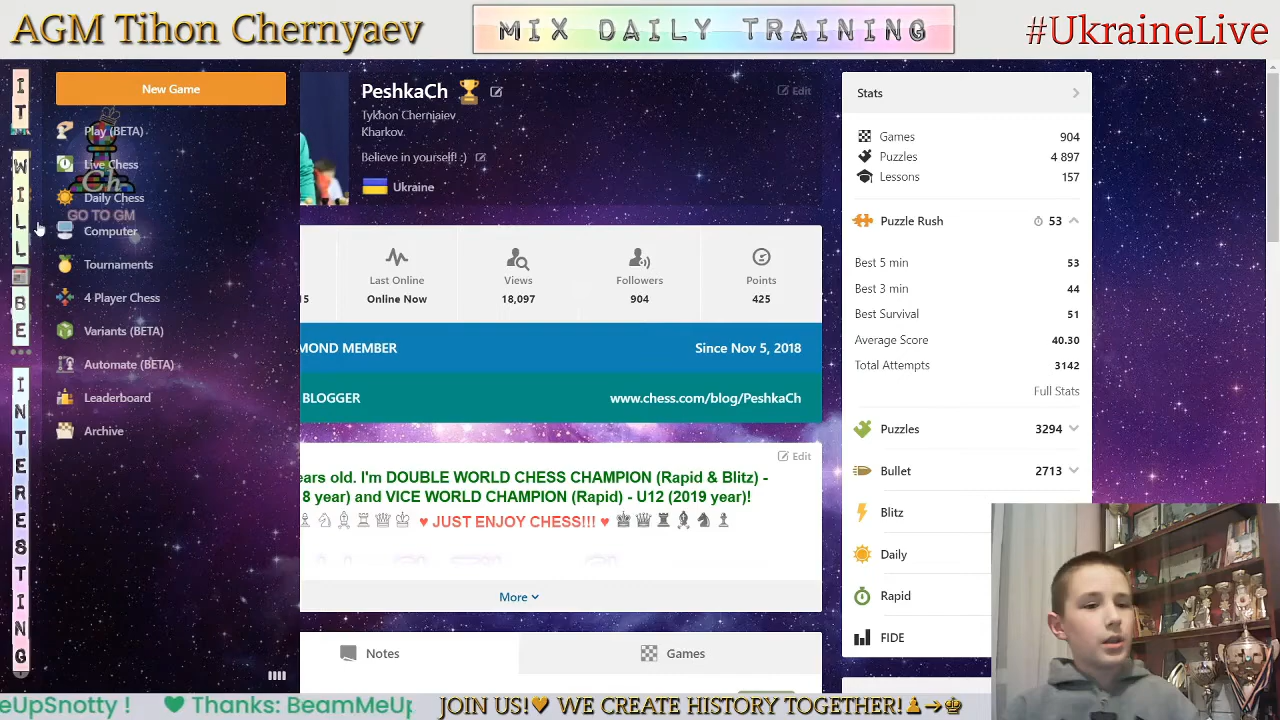 AGM Tihon Chernyaev
MIX DAILY TRAINING
#UkraineLive
IT WILL BE INTERESTING
New Game
Play (BETA)
Live Chess
Daily Chess
Computer
Tournaments
4 Player Chess
Variants (BETA)
Automate (BETA)
Leaderboard
Archive
Ch
GO TO GM
PeshkaCh
Edit
Tykhon Cherniaiev
Kharkov.
Believe in yourself! :)
Ukraine
Last Online
Online Now
Views
18,097
Followers
904
Points
425
MOND MEMBER
Since Nov 5, 2018
BLOGGER
www.chess.com/blog/PeshkaCh
Edit
ears old. I'm DOUBLE WORLD CHESS CHAMPION (Rapid & Blitz) -
8 year) and VICE WORLD CHAMPION (Rapid) - U12 (2019 year)!
♗ ♘ ♗ ♖ ♕ ♔ ♥ JUST ENJOY CHESS!!! ♥ ♚ ♛ ♜ ♝ ♞ ♝
More
Notes
Games
Stats
Games 904
Puzzles 4 897
Lessons 157
Puzzle Rush 53
Best 5 min 53
Best 3 min 44
Best Survival 51
Average Score 40.30
Total Attempts 3142
Full Stats
Puzzles 3294
Bullet 2713
Blitz
Daily
Rapid
FIDE
eUpSnotty ! 💚 Thanks: BeamMeUp
JOIN US!♥ WE CREATE HISTORY TOGETHER!♟→♚